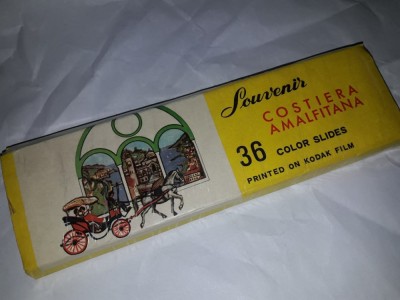 Souvenir
COSTIERA
AMALFITANA
36 COLOR SLIDES
PRINTED ON KODAK FILM